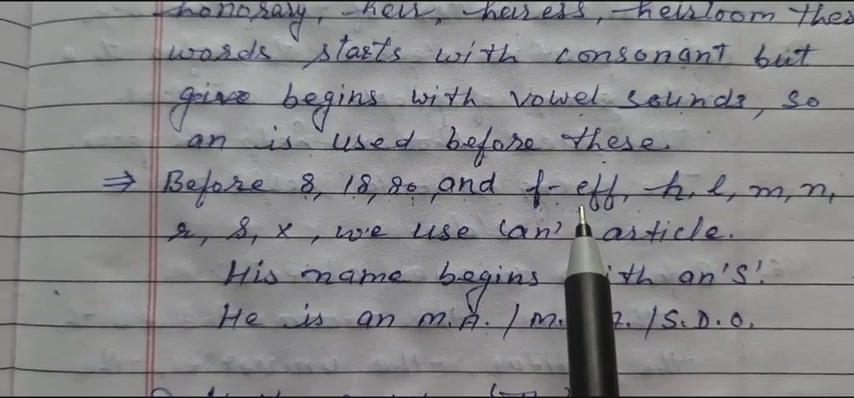 honorary, heir, heiress, heirloom thes
words starts with consonant but
give begins with vowel sounds, so
an is used before these.
⇒ Before 8, 18, 80, and f-eff, h, l, m, n,
r, s, x, we use 'an' article.
His name begins with an 'S'.
He is an M.A. / M. /S.D.O.